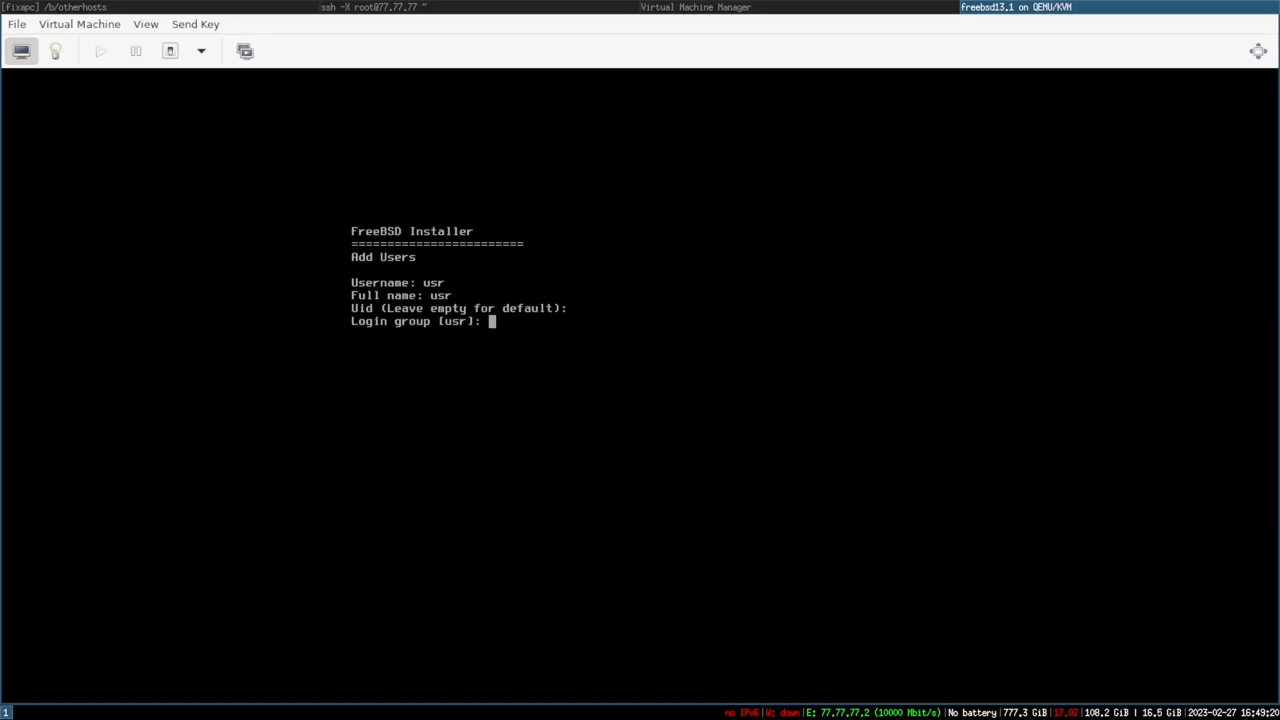 [fixapc] /b/otherhosts
ssh -X root@77.77.77 ~
Virtual Machine Manager
freebsd13.1 on QEMU/KVM
File Virtual Machine View Send Key
FreeBSD Installer
========================
Add Users
Username: usr
Full name: usr
Uid (Leave empty for default):
Login group [usr]:
1
no IPv6|W: down|E: 77.77.77.2 (10000 Mbit/s)|No battery|777.3 GiB|17.02|108.2 GiB | 16.5 GiB|2023-02-27 16:49:20